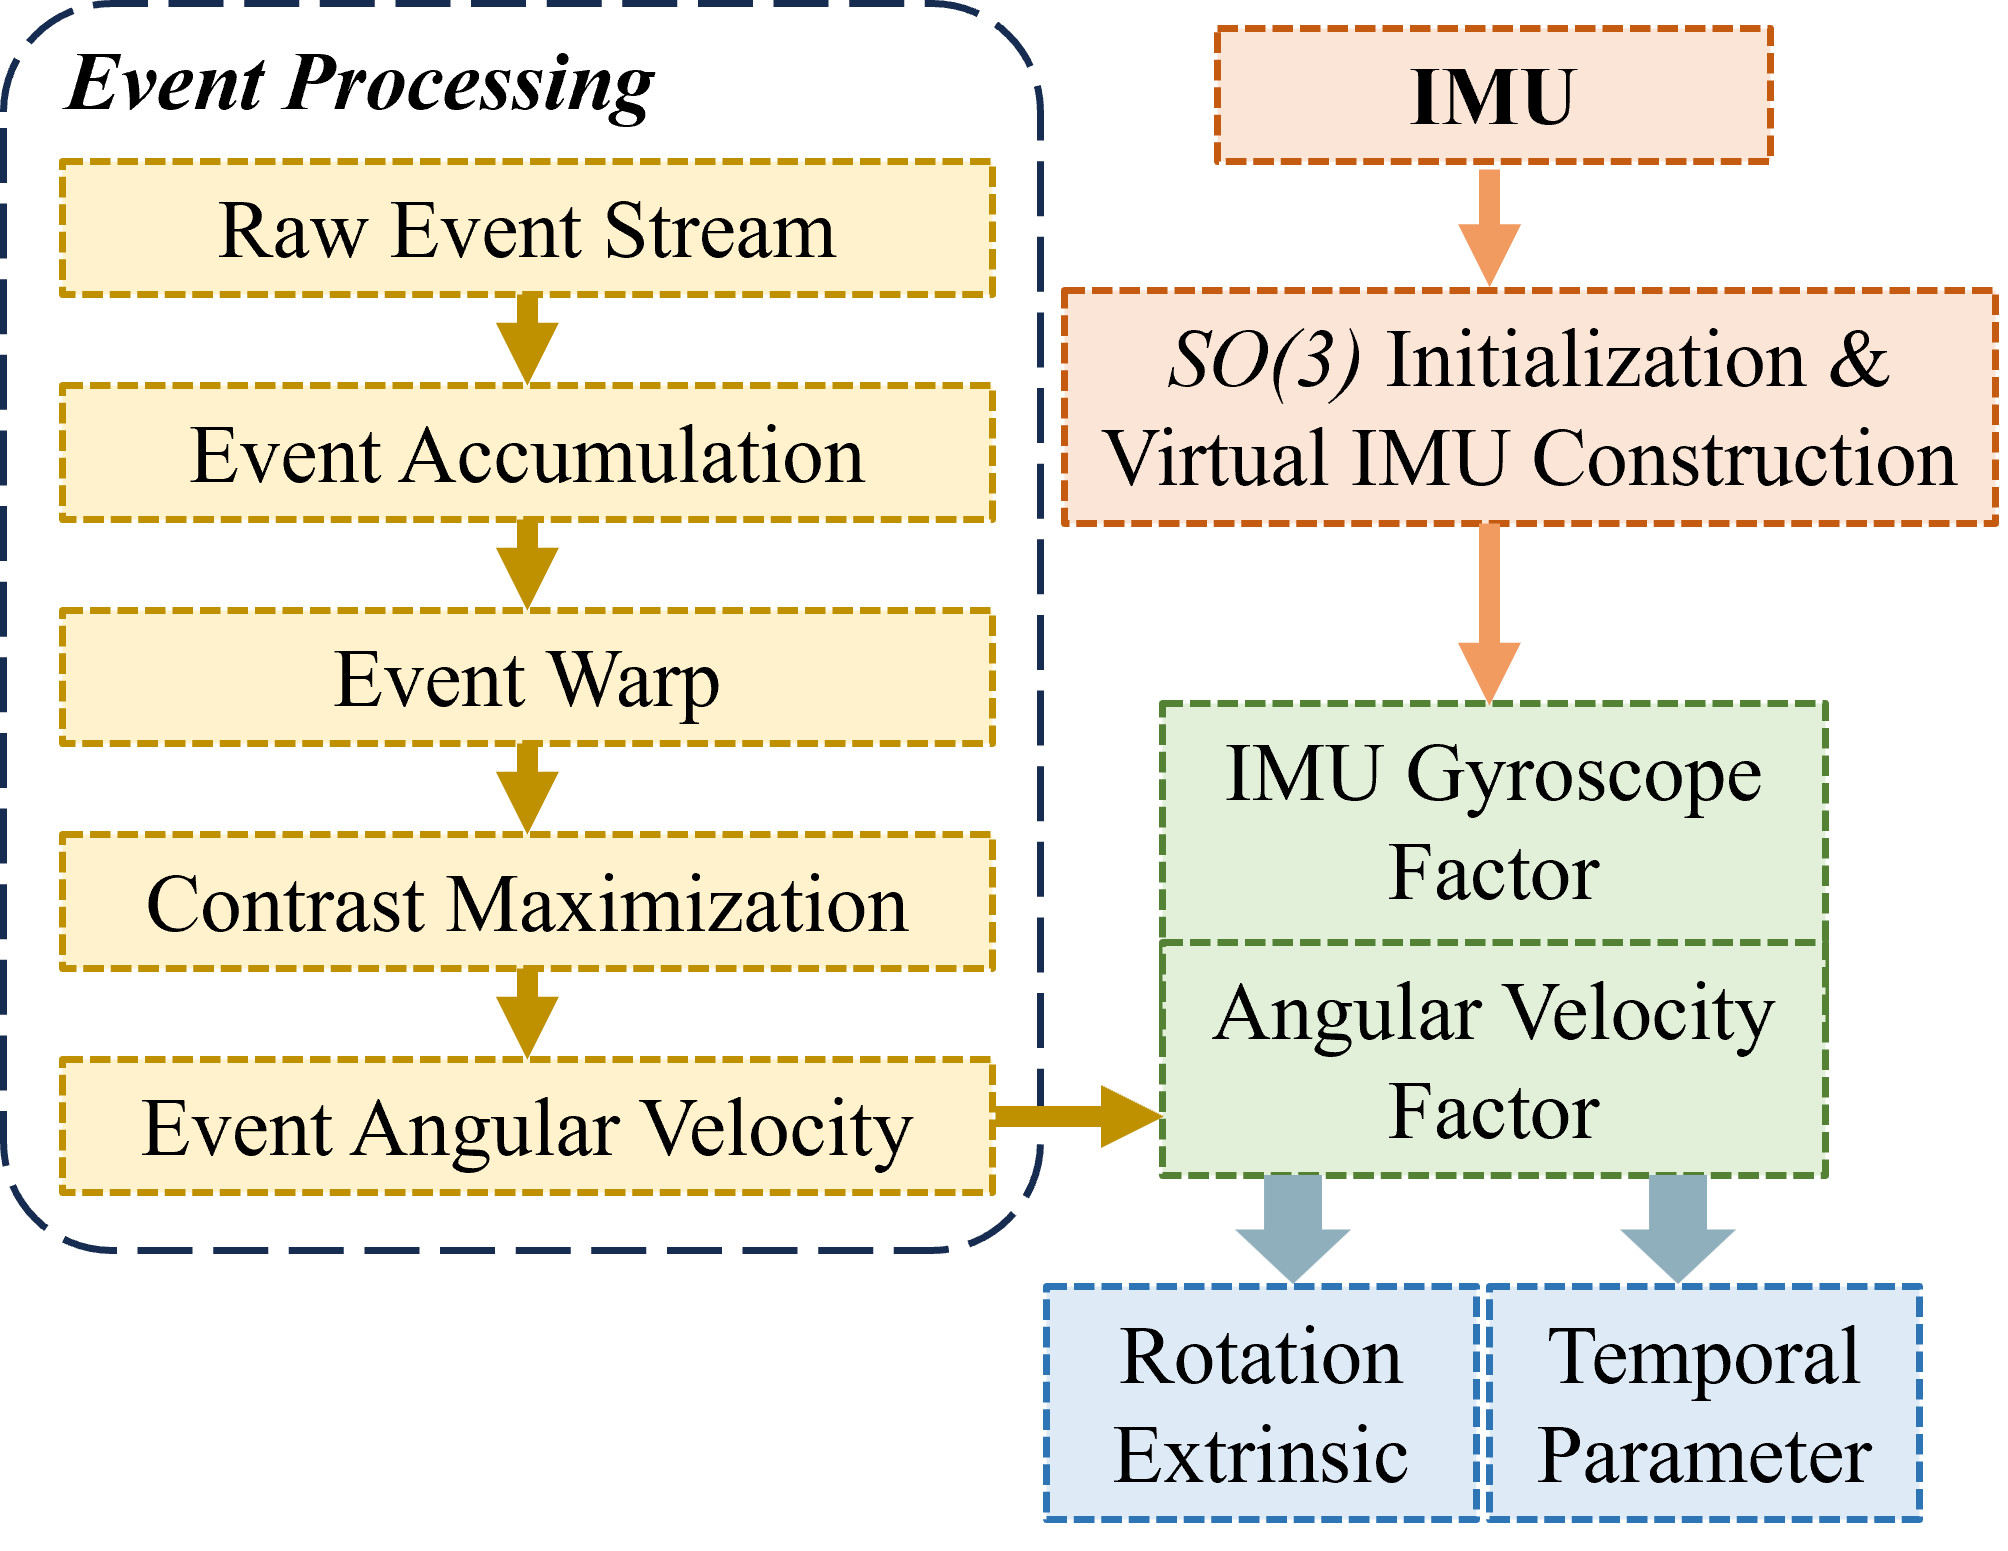 Event Processing
Raw Event Stream
Event Accumulation
Event Warp
Contrast Maximization
Event Angular Velocity
IMU
SO(3) Initialization &
Virtual IMU Construction
IMU Gyroscope
Factor
Angular Velocity
Factor
Rotation
Extrinsic
Temporal
Parameter